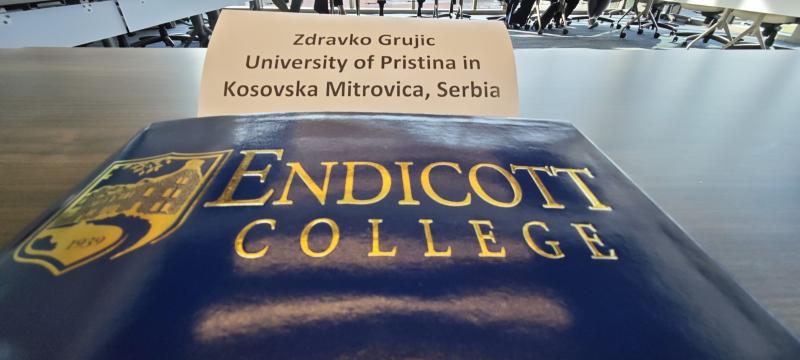 Zdravko Grujic
University of Pristina in
Kosovska Mitrovica, Serbia
ENDICOTT
COLLEGE
1939